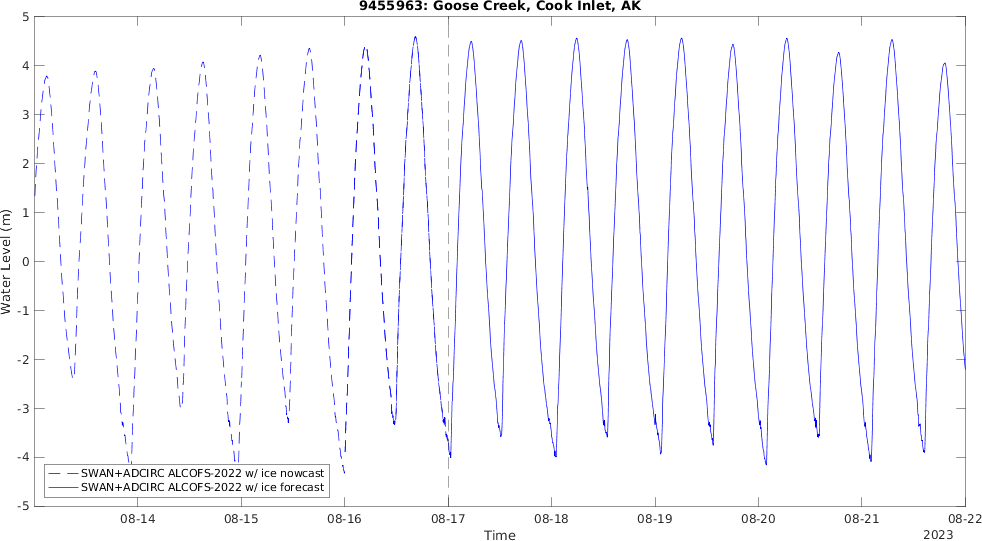 9455963: Goose Creek, Cook Inlet, AK
5
4
3
2
1
0
-1
-2
-3
-4
-5
Water Level (m)
SWAN+ADCIRC ALCOFS-2022 w/ ice nowcast
SWAN+ADCIRC ALCOFS-2022 w/ ice forecast
08-14 08-15 08-16 08-17 08-18 08-19 08-20 08-21 08-22
Time
2023